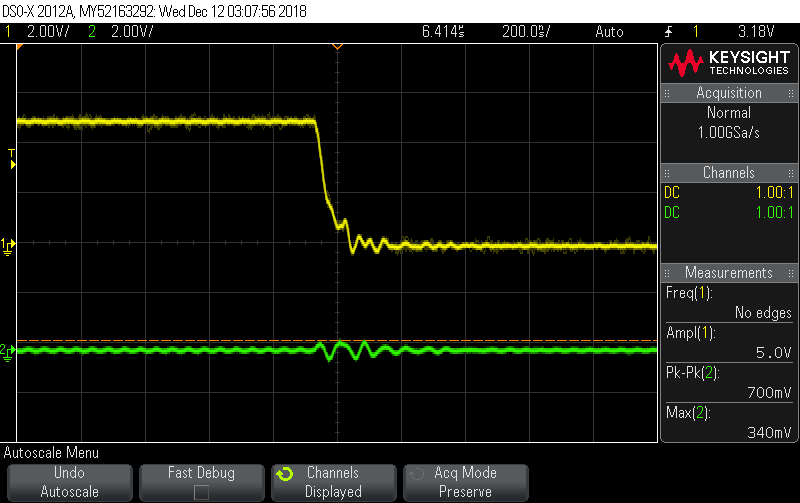 DSO-X 2012A, MY52163292: Wed Dec 12 03:07:56 2018
1 2.00V/ 2 2.00V/ 6.414µs 200.0ns/ Auto 1 3.18V
KEYSIGHT
TECHNOLOGIES
Acquisition
Normal
1.00GSa/s
Channels
DC 1.00:1
DC 1.00:1
T
1
2
Measurements
Freq(1):
No edges
Ampl(1):
5.0V
Pk-Pk(2):
700mV
Max(2):
340mV
Autoscale Menu
Undo
Autoscale
Fast Debug
Channels
Displayed
Acq Mode
Preserve